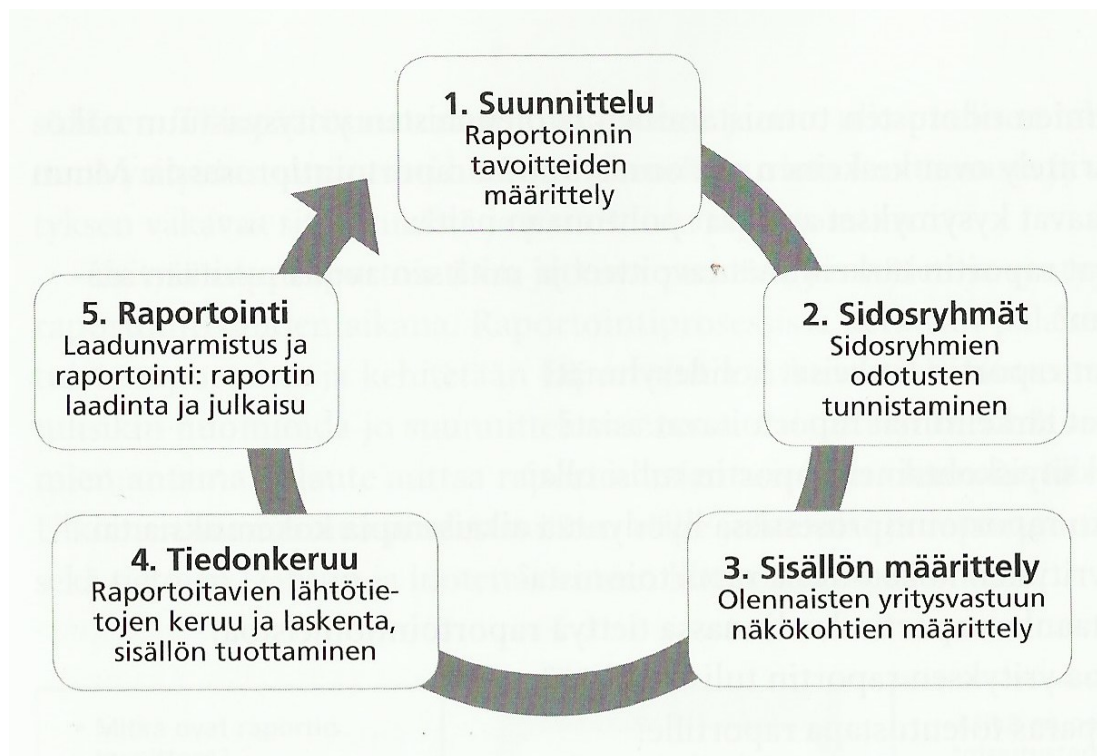 1. Suunnittelu
Raportoinnin
tavoitteiden
määrittely
2. Sidosryhmät
Sidosryhmien
odotusten
tunnistaminen
3. Sisällön määrittely
Olennaisten yritysvastuun
näkökohtien määrittely
4. Tiedonkeruu
Raportoitavien lähtötie-
tojen keruu ja laskenta,
sisällön tuottaminen
5. Raportointi
Laadunvarmistus ja
raportointi: raportin
laadinta ja julkaisu